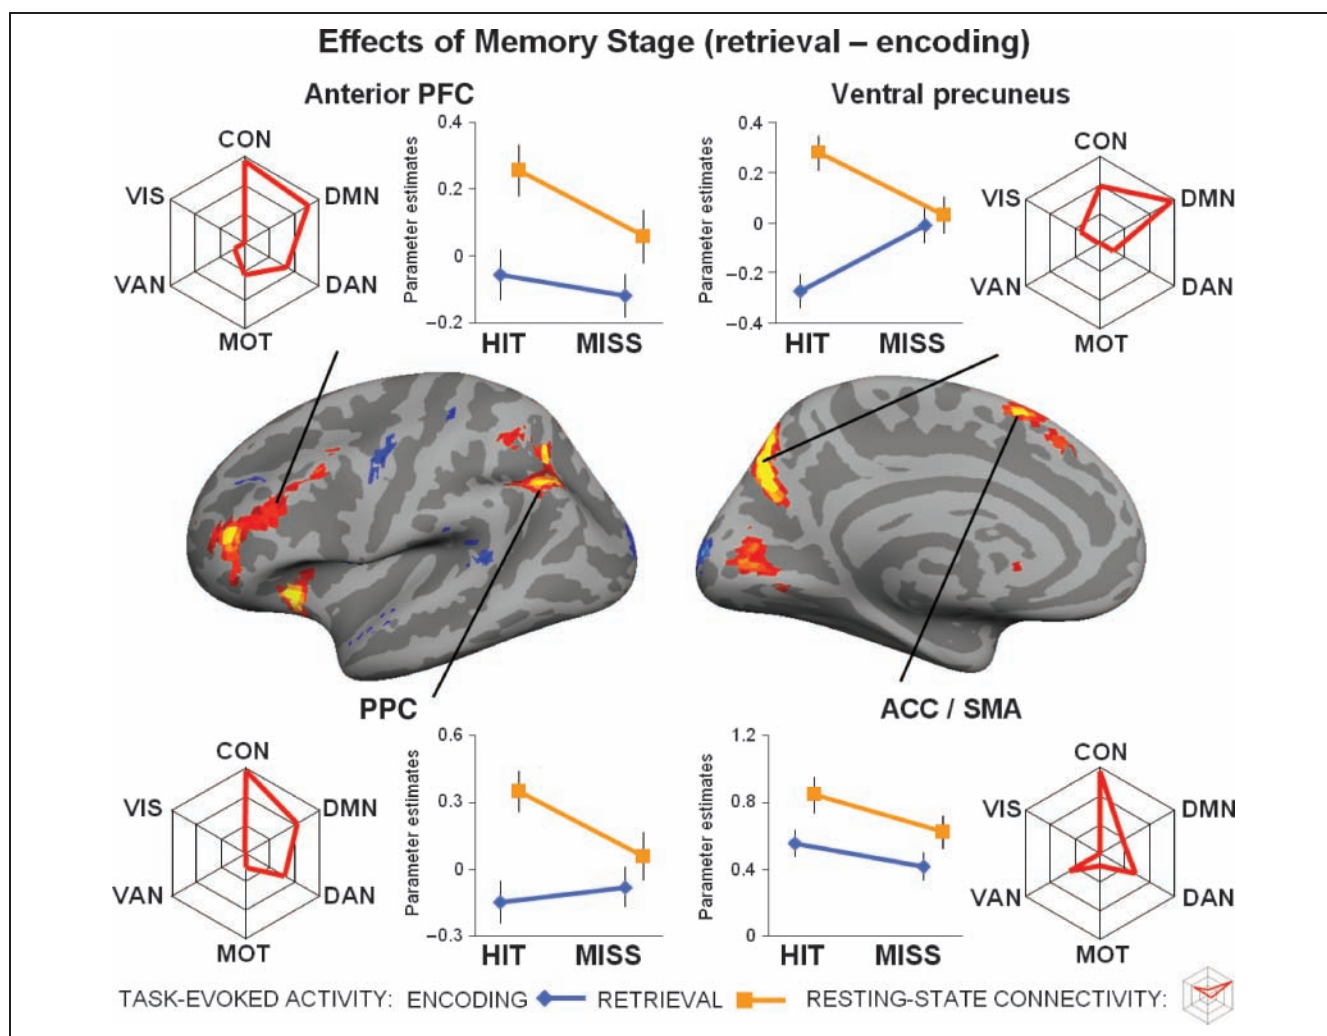 Effects of Memory Stage (retrieval – encoding)
Anterior PFC
Ventral precuneus
CON
VIS
DMN
VAN
DAN
MOT
Parameter estimates
0.4
0.2
0
–0.2
HIT
MISS
Parameter estimates
0.4
0.2
0
–0.2
–0.4
HIT
MISS
CON
VIS
DMN
VAN
DAN
MOT
PPC
ACC / SMA
CON
VIS
DMN
VAN
DAN
MOT
Parameter estimates
0.6
0.3
0
–0.3
HIT
MISS
Parameter estimates
1.2
0.8
0.4
0
HIT
MISS
CON
VIS
DMN
VAN
DAN
MOT
TASK-EVOKED ACTIVITY: ENCODING RETRIEVAL RESTING-STATE CONNECTIVITY: